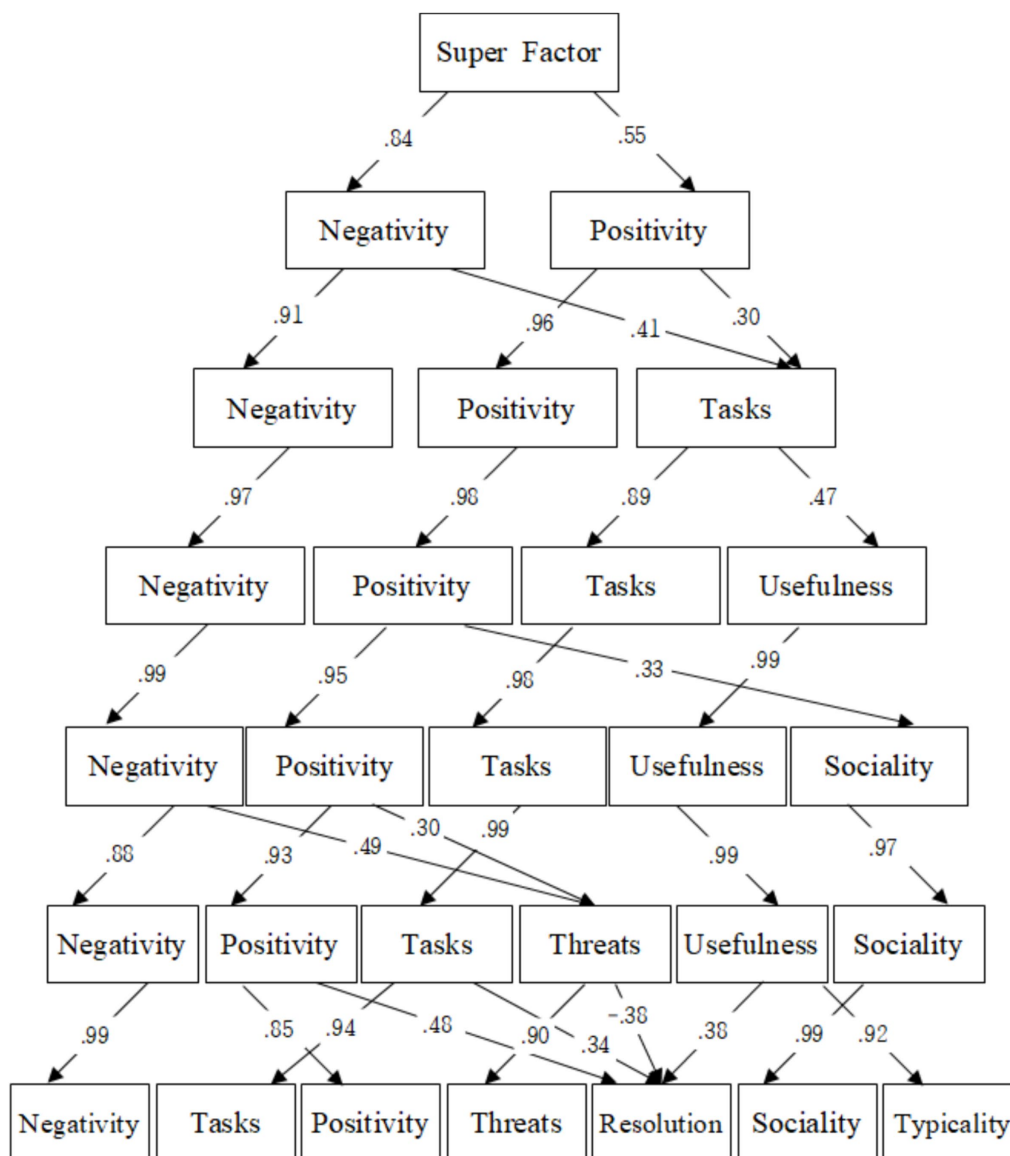 Super Factor
.84 .55
Negativity Positivity
.91 .96 .41 .30
Negativity Positivity Tasks
.97 .98 .89 .47
Negativity Positivity Tasks Usefulness
.99 .95 .98 .99 .33
Negativity Positivity Tasks Usefulness Sociality
.88 .93 .49 .30 .99 .99 .97
Negativity Positivity Tasks Threats Usefulness Sociality
.99 .85 .94 .48 .90 .34 -.38 .38 .99 .92
Negativity Tasks Positivity Threats Resolution Sociality Typicality